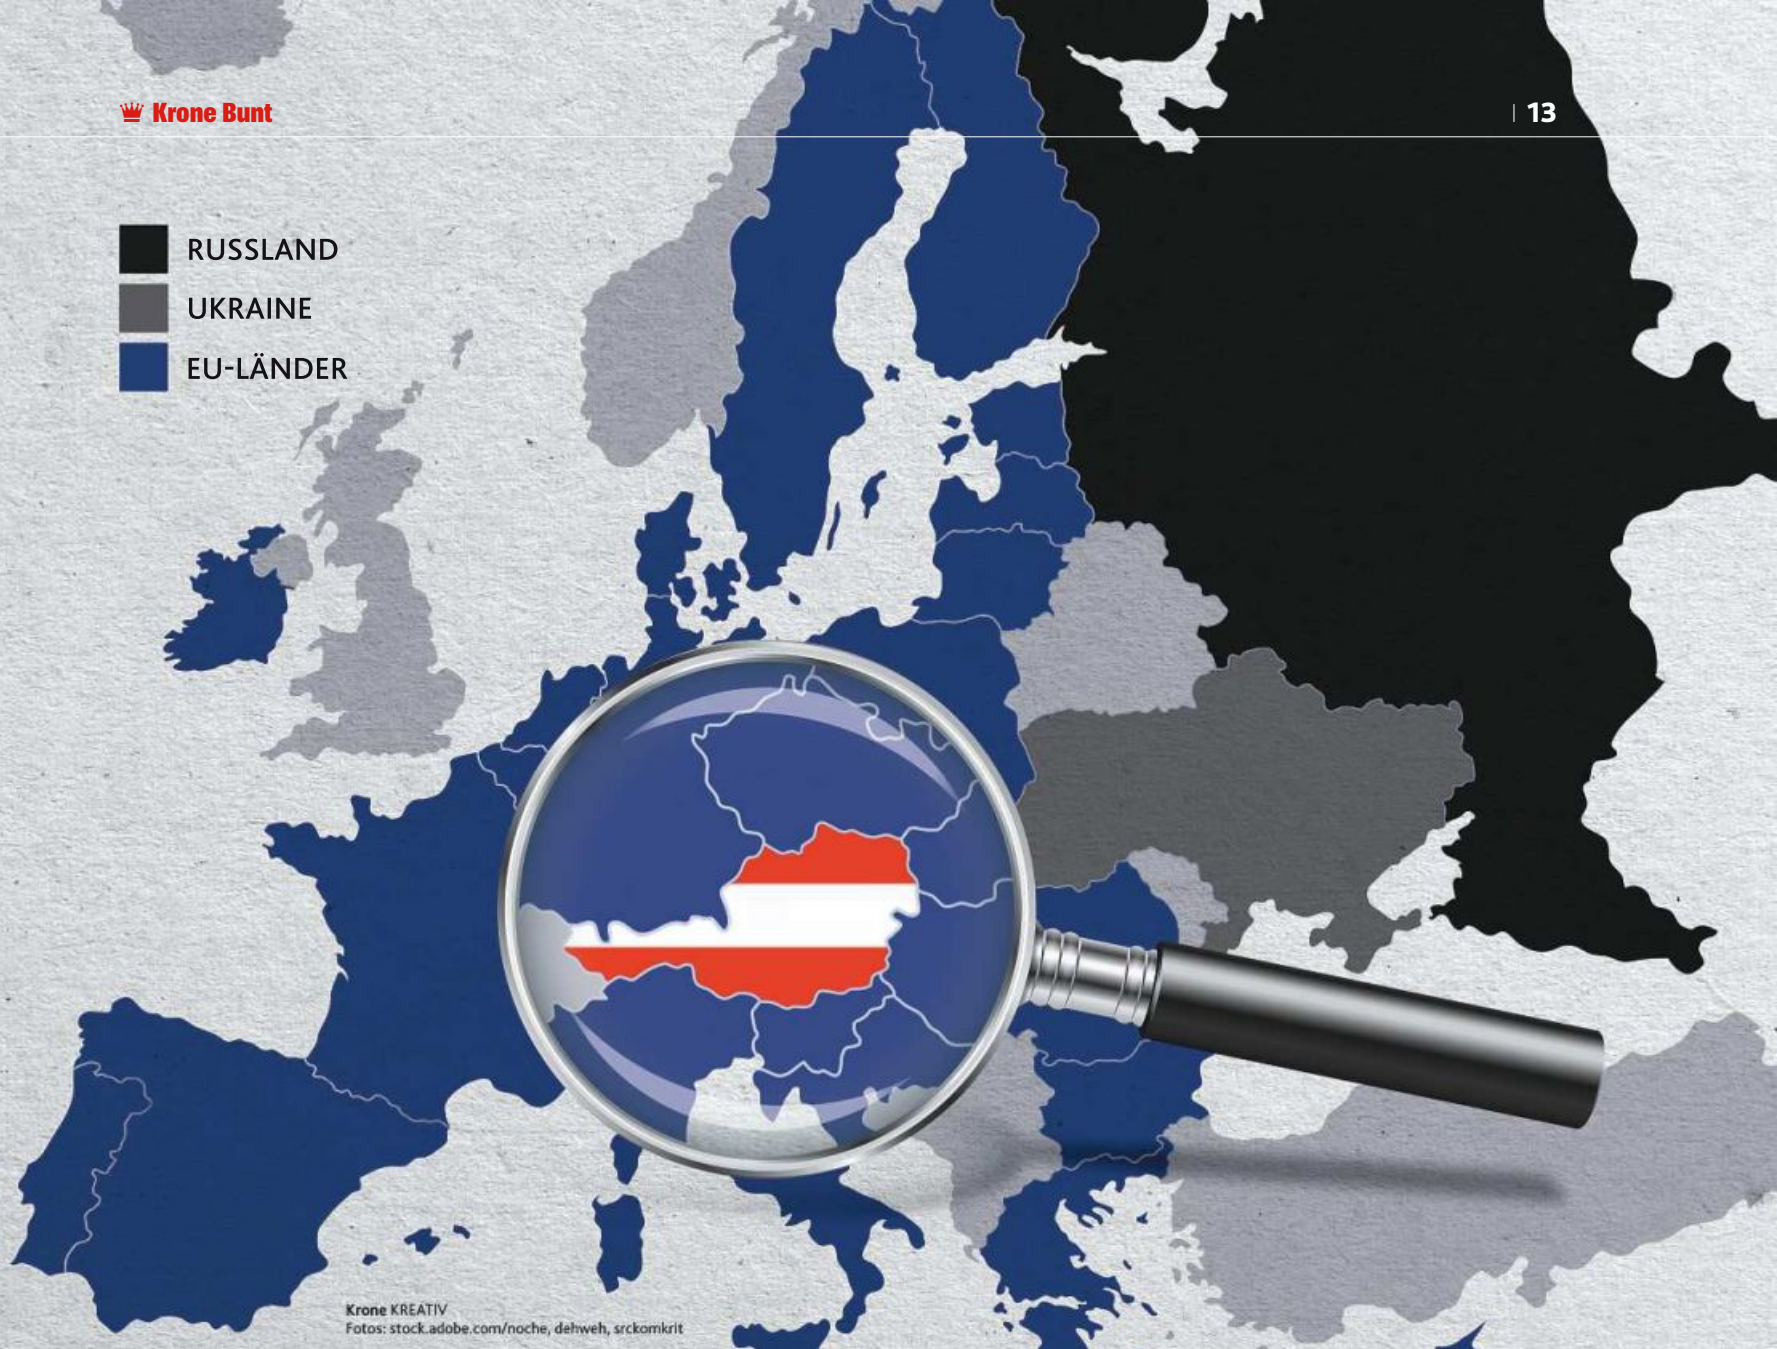 Krone Bunt
13
RUSSLAND
UKRAINE
EU-LÄNDER
Krone KREATIV
Fotos: stock.adobe.com/noche, dehweh, srckomkrit